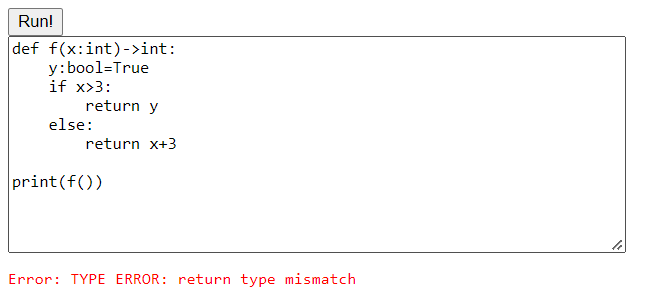 Run!
def f(x:int)->int:
    y:bool=True
    if x>3:
        return y
    else:
        return x+3
print(f())
Error: TYPE ERROR: return type mismatch